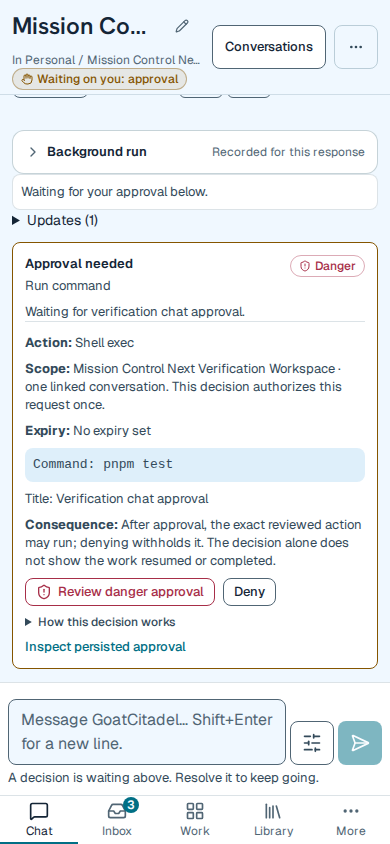 Mission Co...
In Personal / Mission Control Ne...
Waiting on you: approval
Conversations
Background run
Recorded for this response
Waiting for your approval below.
Updates (1)
Approval needed
Danger
Run command
Waiting for verification chat approval.
Action: Shell exec
Scope: Mission Control Next Verification Workspace ·
one linked conversation. This decision authorizes this
request once.
Expiry: No expiry set
Command: pnpm test
Title: Verification chat approval
Consequence: After approval, the exact reviewed action
may run; denying withholds it. The decision alone does
not show the work resumed or completed.
Review danger approval
Deny
How this decision works
Inspect persisted approval
Message GoatCitadel... Shift+Enter
for a new line.
A decision is waiting above. Resolve it to keep going.
3
Chat
Inbox
Work
Library
More